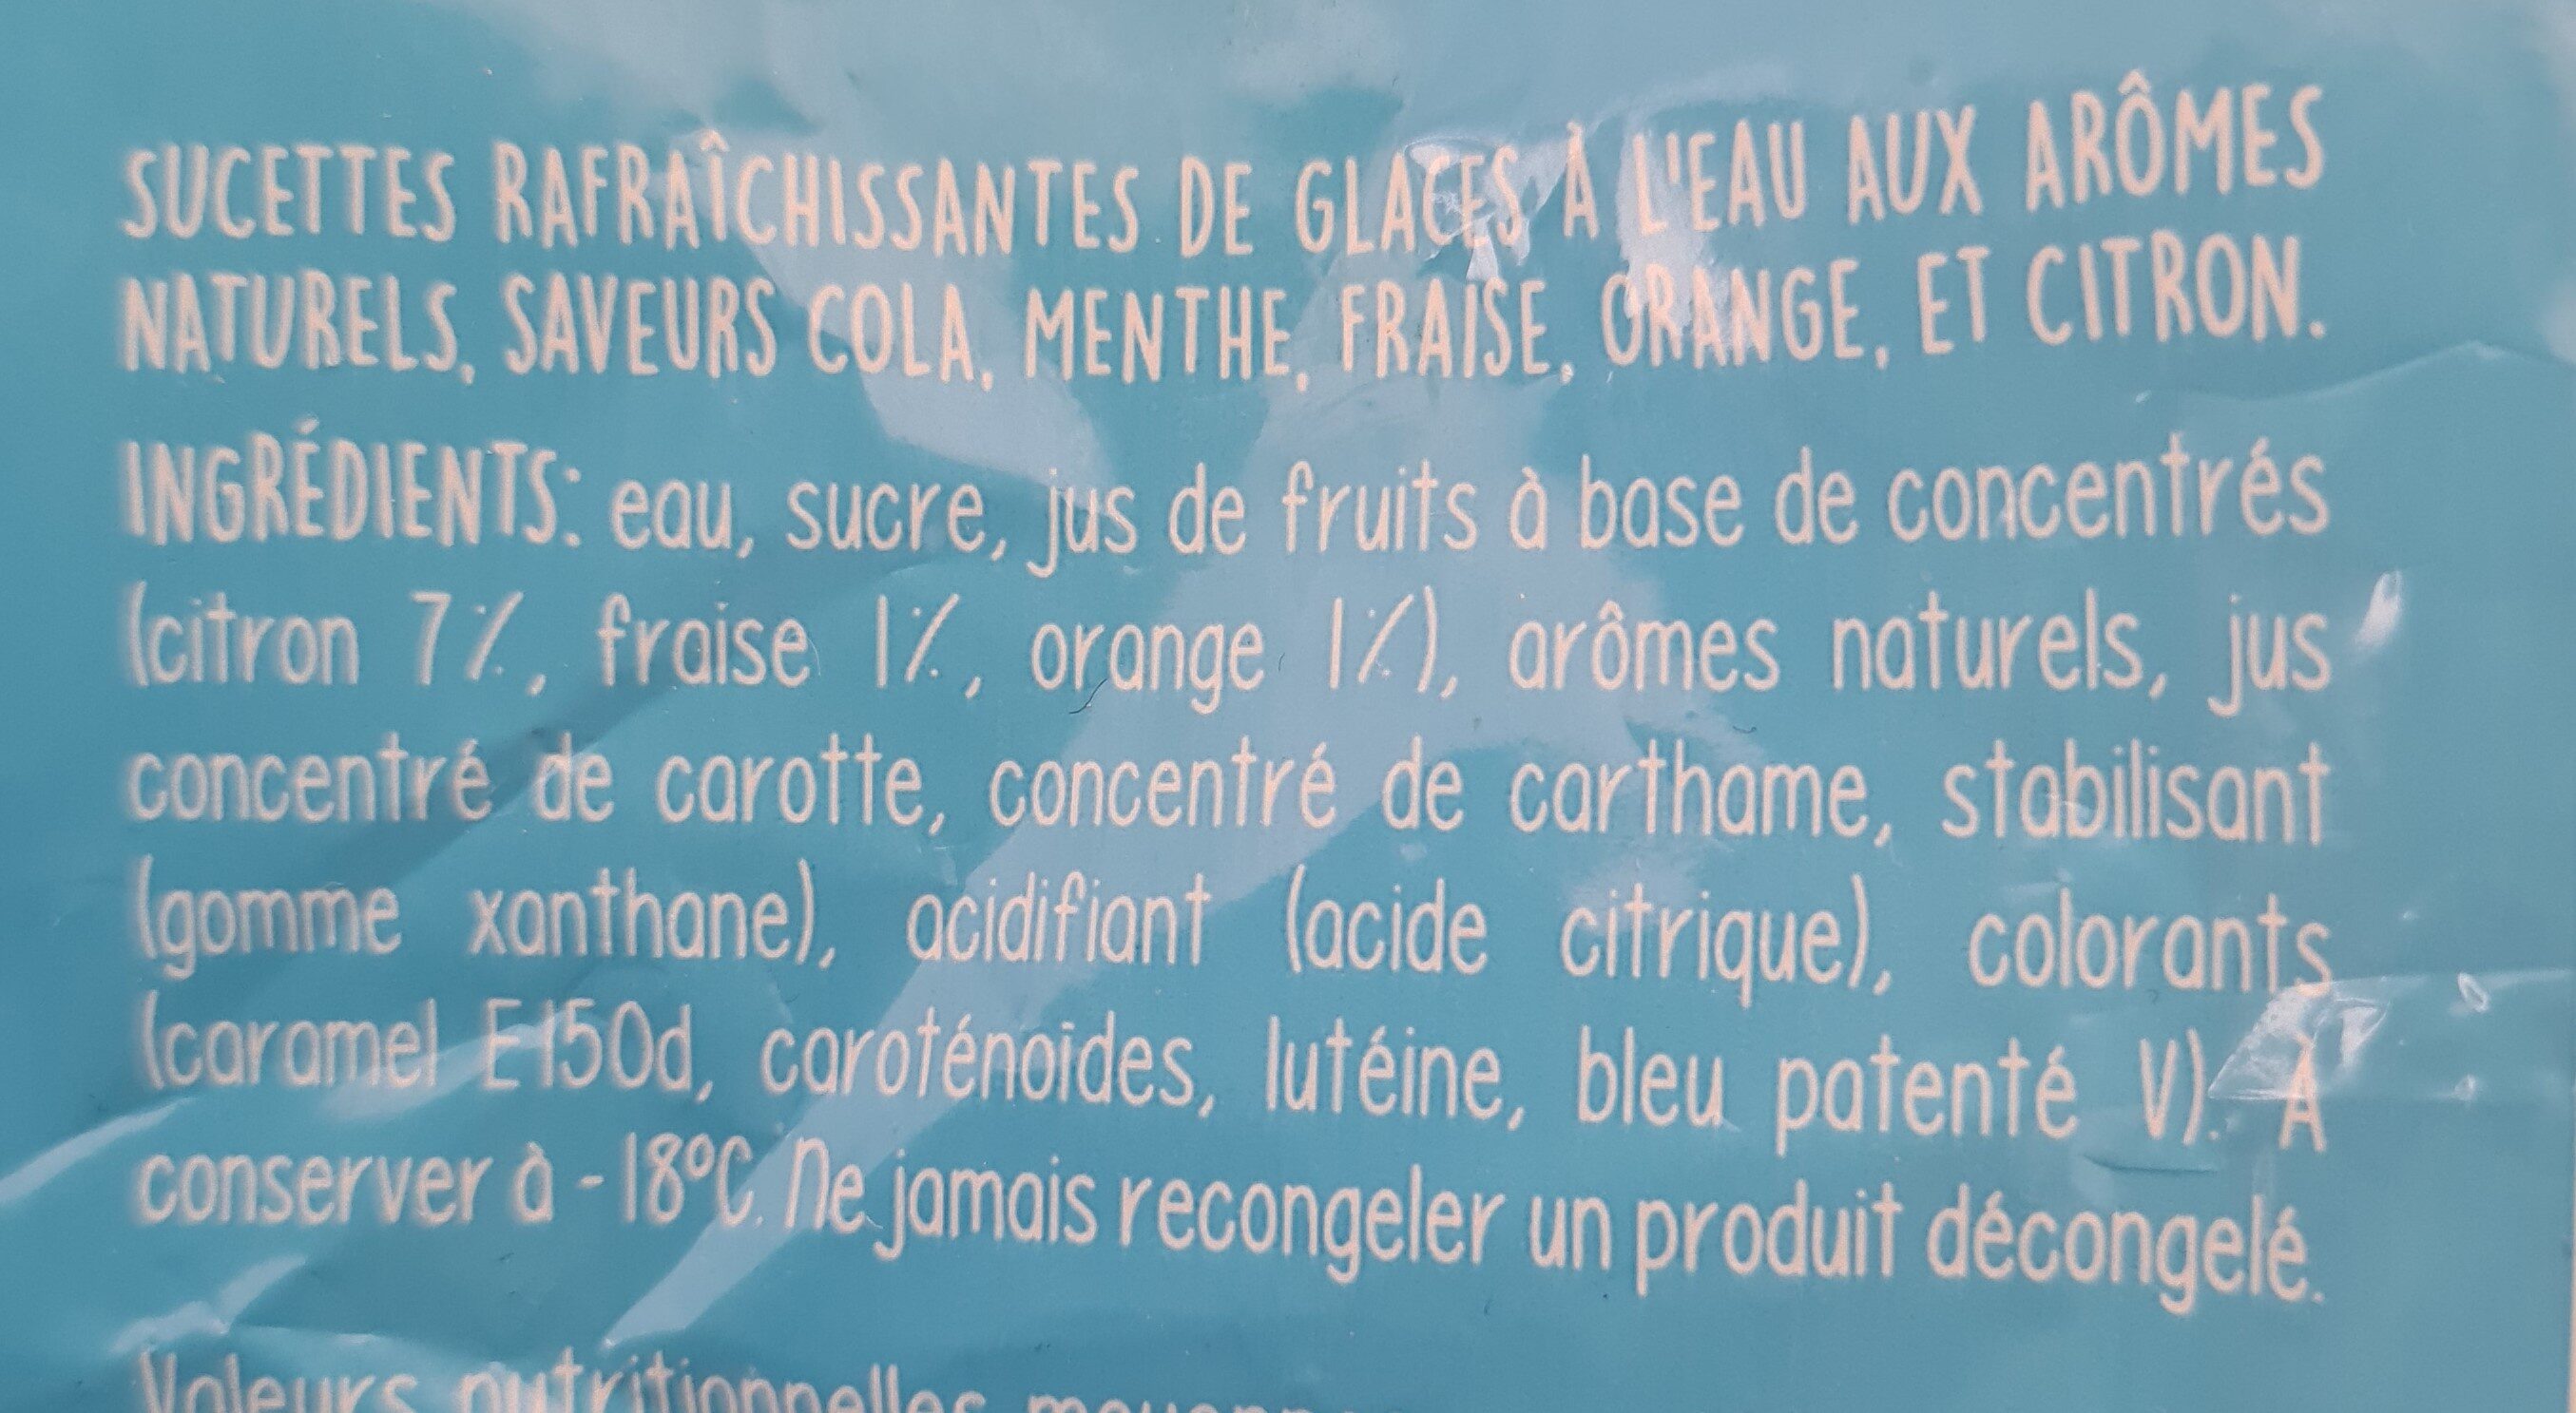 SUCETTES RAFRAÎCHISSANTES DE GLACES À L'EAU AUX ARÔMES
NATURELS, SAVEURS COLA, MENTHE, FRAISE, ORANGE, ET CITRON.
INGRÉDIENTS: eau, sucre, jus de fruits à base de concentrés
(citron 7%, fraise 1%, orange 1%), arômes naturels, jus
concentré de carotte, concentré de carthame, stabilisant
(gomme xanthane), acidifiant (acide citrique), colorants
(caramel E150d, caroténoïdes, lutéine, bleu patenté V). À
conserver à -18°C. Ne jamais recongeler un produit décongelé.
Valeurs nutritionnelles